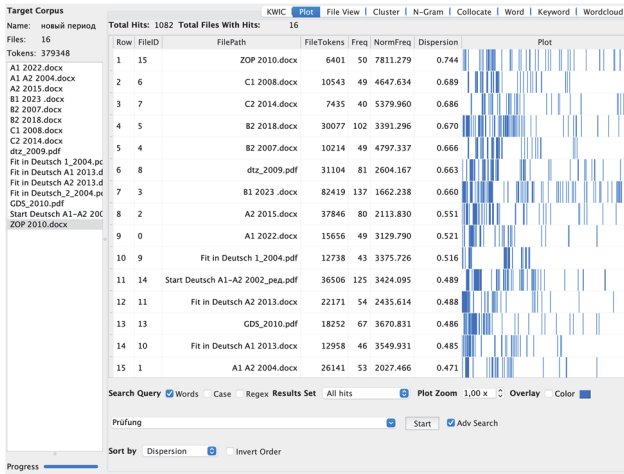 Target Corpus
Name: новый период
Files: 16
Tokens: 379348
A1 2022.docx
A1 A2 2004.docx
A2 2015.docx
B1 2023 .docx
B2 2007.docx
B2 2018.docx
C1 2008.docx
C2 2014.docx
dtz_2009.pdf
Fit in Deutsch 1_2004.pd
Fit in Deutsch A1 2013.d
Fit in Deutsch A2 2013.d
Fit in Deutsch_2_2004.p
GDS_2010.pdf
Start Deutsch A1-A2 200
ZOP 2010.docx
Progress
KWIC Plot File View Cluster N-Gram Collocate Word Keyword Wordcloud
Total Hits: 1082 Total Files With Hits: 16
Row FileID FilePath FileTokens Freq NormFreq Dispersion Plot
1 15 ZOP 2010.docx 6401 50 7811.279 0.744
2 6 C1 2008.docx 10543 49 4647.634 0.689
3 7 C2 2014.docx 7435 40 5379.960 0.686
4 5 B2 2018.docx 30077 102 3391.296 0.670
5 4 B2 2007.docx 10214 49 4797.337 0.666
6 8 dtz_2009.pdf 31104 81 2604.167 0.663
7 3 B1 2023 .docx 82419 137 1662.238 0.660
8 2 A2 2015.docx 37846 80 2113.830 0.551
9 0 A1 2022.docx 15656 49 3129.790 0.521
10 9 Fit in Deutsch 1_2004.pdf 12738 43 3375.726 0.516
11 14 Start Deutsch A1-A2 2002_ред.pdf 36506 125 3424.095 0.489
12 11 Fit in Deutsch A2 2013.docx 22171 54 2435.614 0.488
13 13 GDS_2010.pdf 18252 67 3670.831 0.486
14 10 Fit in Deutsch A1 2013.docx 12958 46 3549.931 0.485
15 1 A1 A2 2004.docx 26141 53 2027.466 0.471
Search Query Words Case Regex Results Set All hits Plot Zoom 1,00 x Overlay Color
Prüfung Start Adv Search
Sort by Dispersion Invert Order